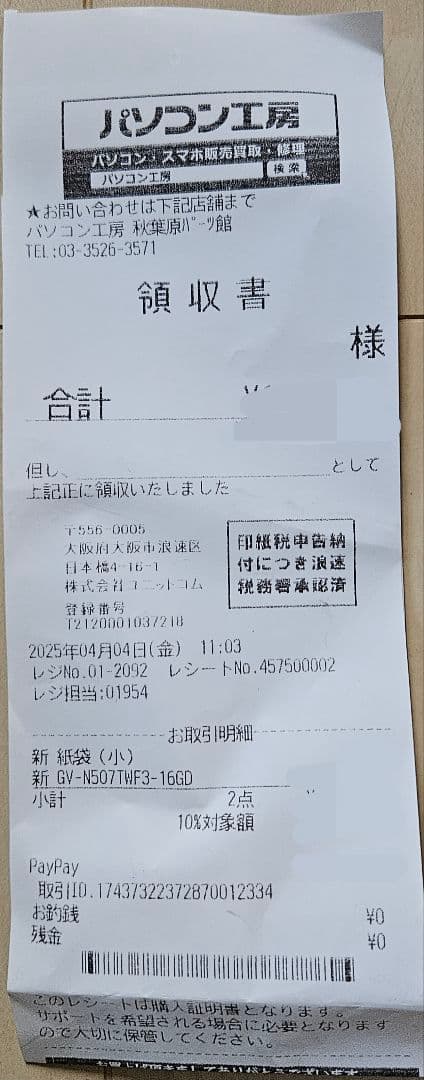 パソコン工房
パソコン・スマホ販売買取・修理
パソコン工房 検索
★お問い合わせは下記店舗まで
パソコン工房 秋葉原ﾊﾟｰﾂ館
TEL:03-3526-3571
領収書
様
合計
但し、 として
上記正に領収いたしました
〒556-0005
大阪府大阪市浪速区
日本橋4-16-1
株式会社ユニットコム
登録番号
T2120001037218
印紙税申告納
付につき浪速
税務署承認済
2025年04月04日(金) 11:03
レジNo.01-2092 レシートNo.457500002
レジ担当:01954
お取引明細
新 紙袋（小）
新 GV-N507TWF3-16GD
小計 2点
10%対象額
PayPay
取引ID.17437322372870012334
お釣銭 ¥0
残金 ¥0
このレシートは購入証明書となります。
サポートを希望される場合に必要となります
ので大切に保管してください。